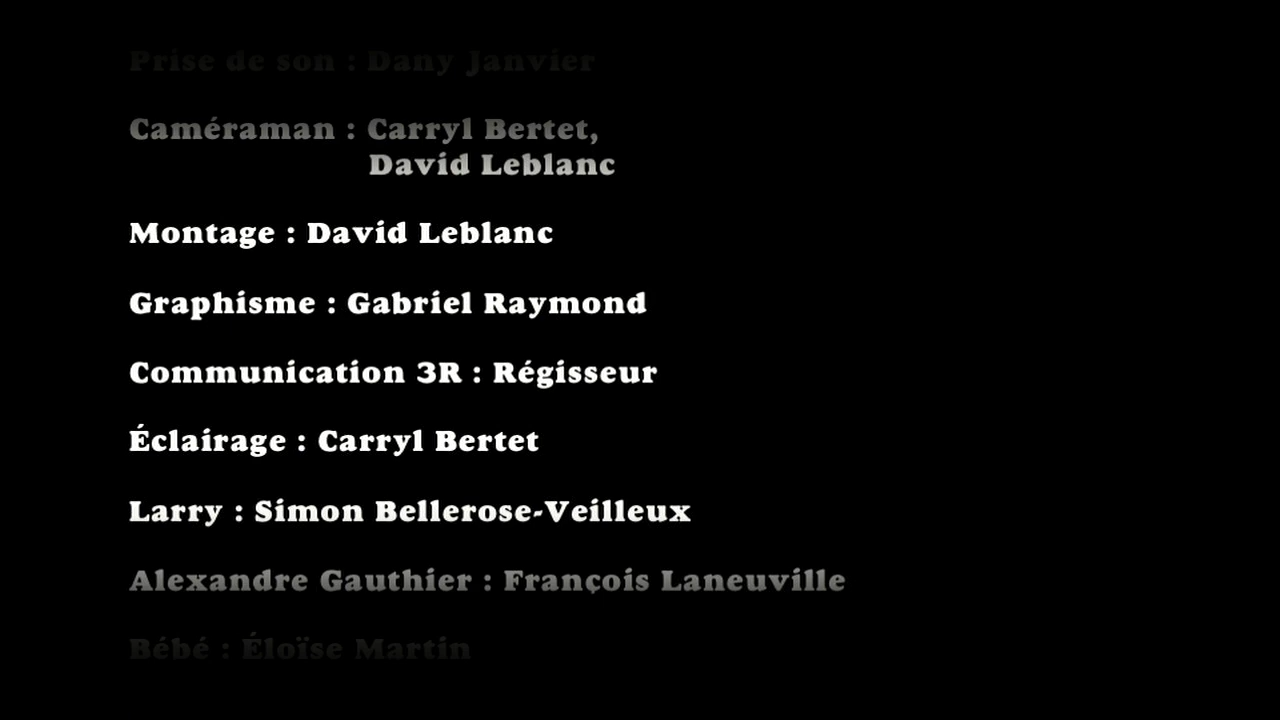 Prise de son : Dany Janvier
Caméraman : Carryl Bertet,
David Leblanc
Montage : David Leblanc
Graphisme : Gabriel Raymond
Communication 3R : Régisseur
Éclairage : Carryl Bertet
Larry : Simon Bellerose-Veilleux
Alexandre Gauthier : François Laneuville
Bébé : Éloïse Martin